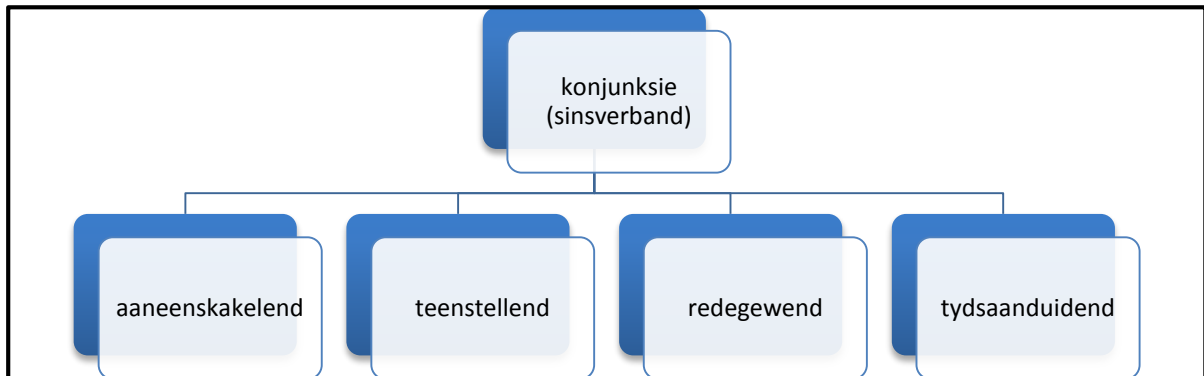 konjunksie
(sinsverband)
aaneenskakelend
teenstellend
redegewend
tydsaanduidend